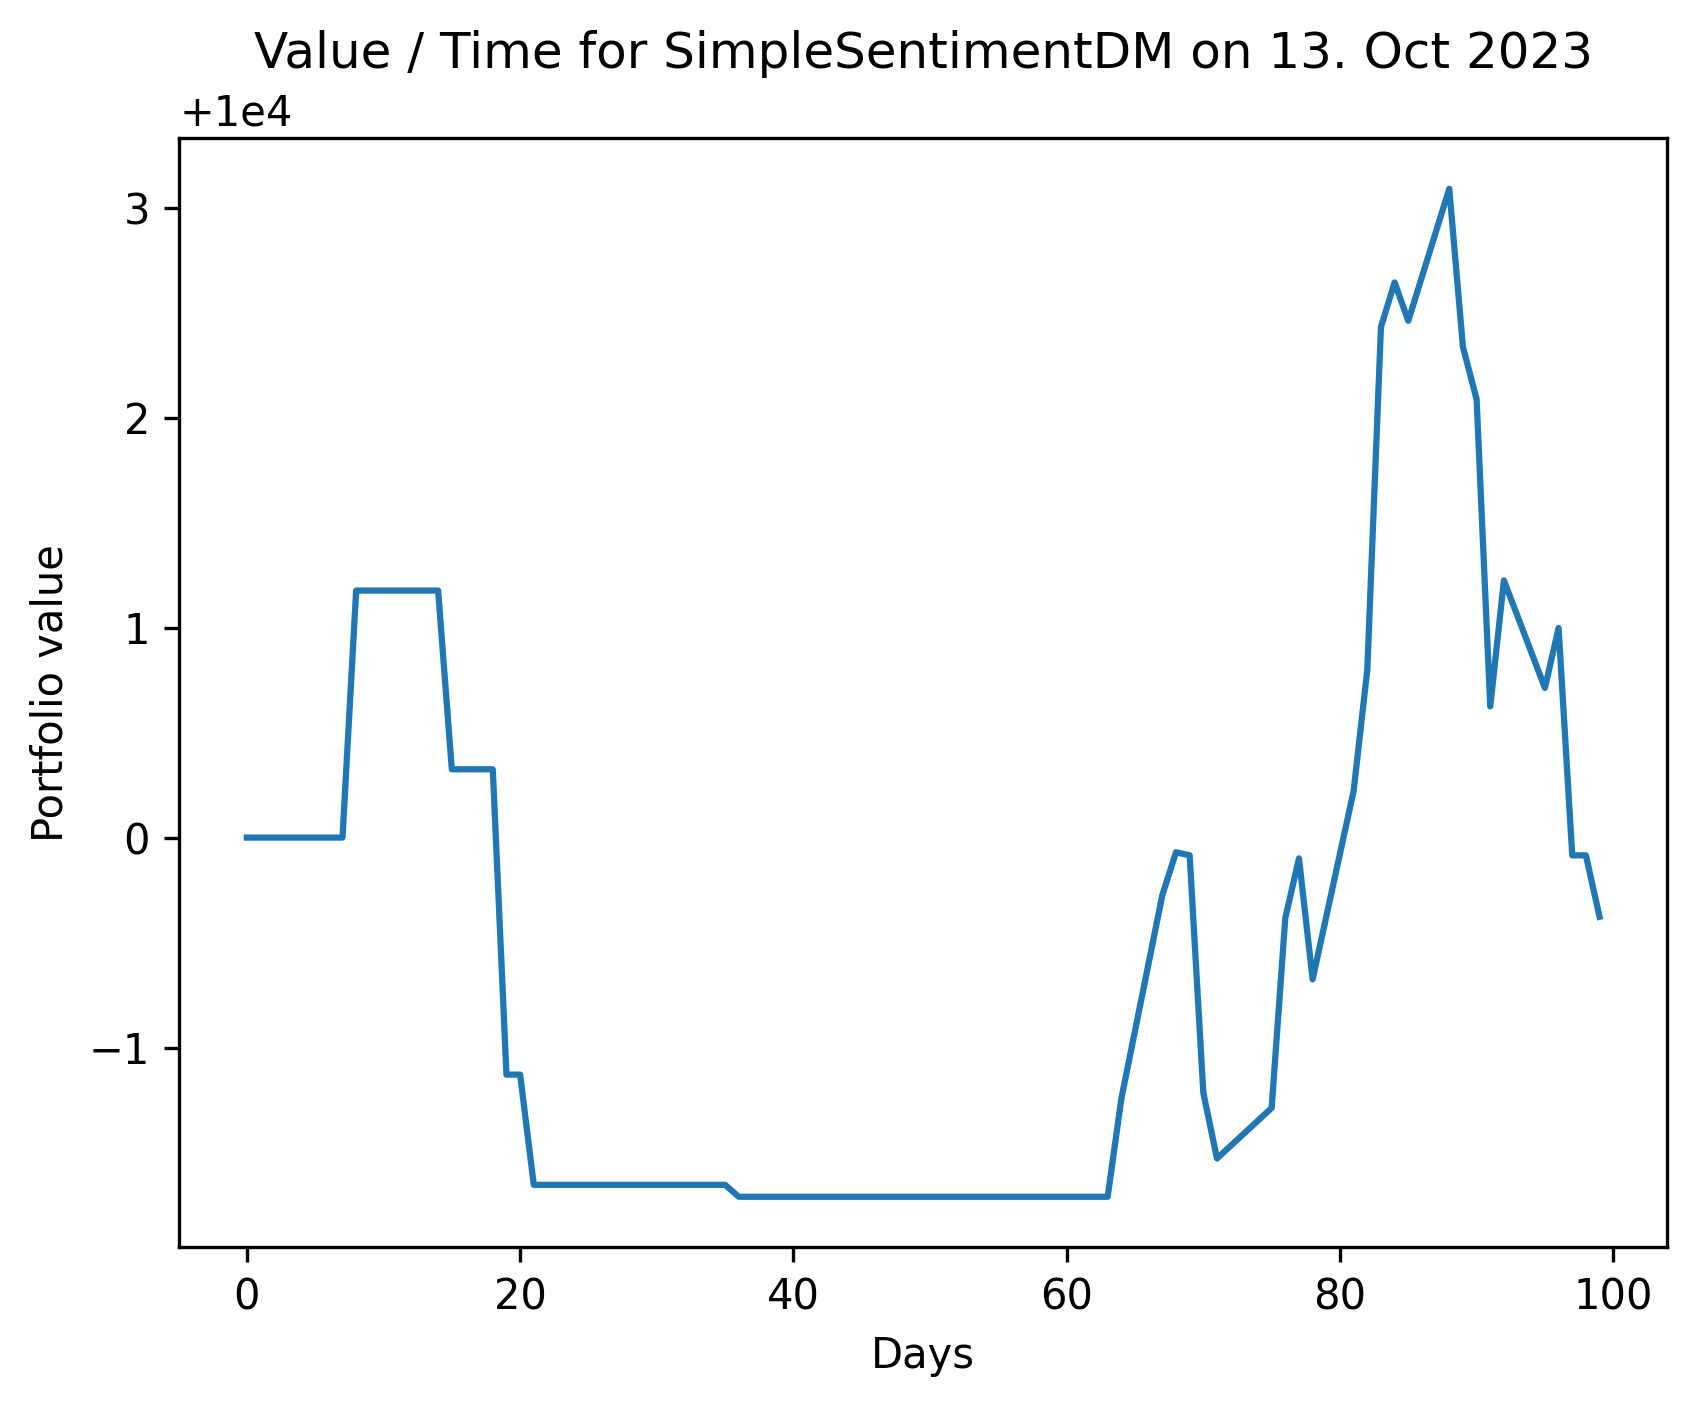 Value / Time for SimpleSentimentDM on 13. Oct 2023
+1e4
3
2
1
0
−1
Portfolio value
0 20 40 60 80 100
Days